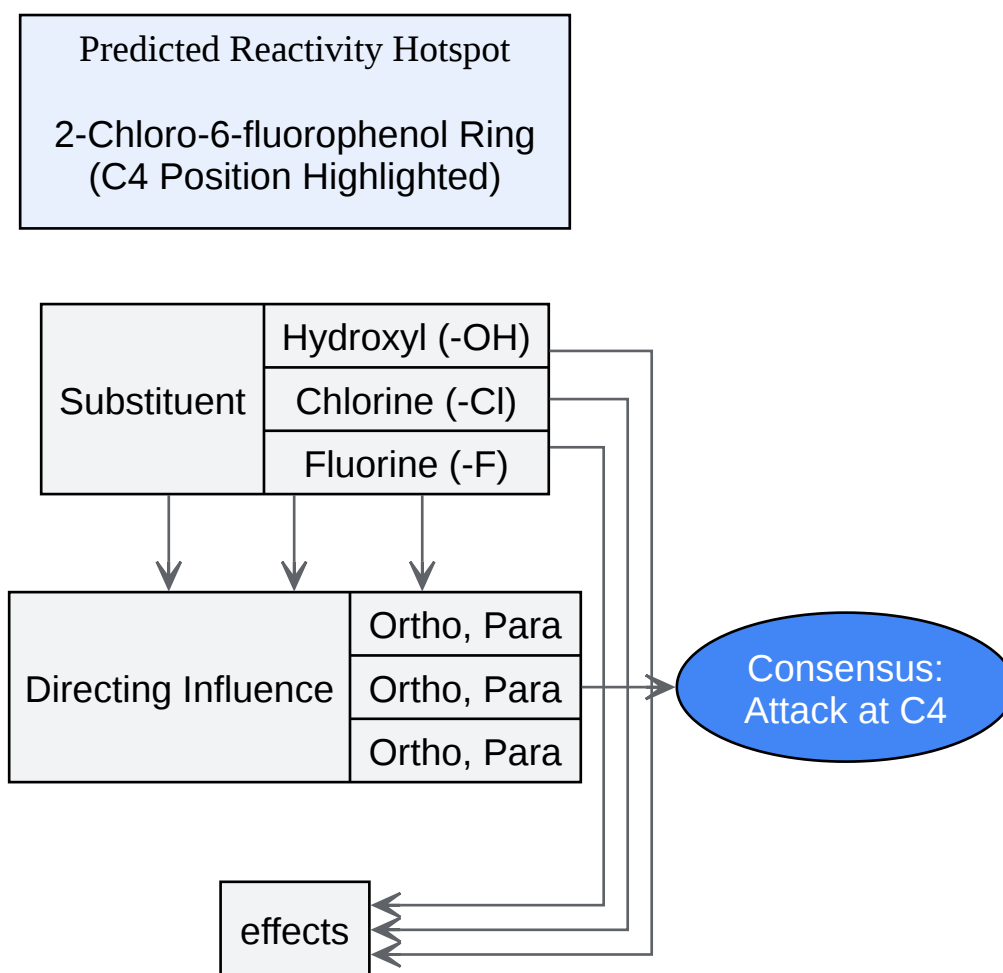 Predicted Reactivity Hotspot
2-Chloro-6-fluorophenol Ring
(C4 Position Highlighted)
Substituent
Hydroxyl (-OH)
Chlorine (-Cl)
Fluorine (-F)
Directing Influence
Ortho, Para
Ortho, Para
Ortho, Para
Consensus:
Attack at C4
effects